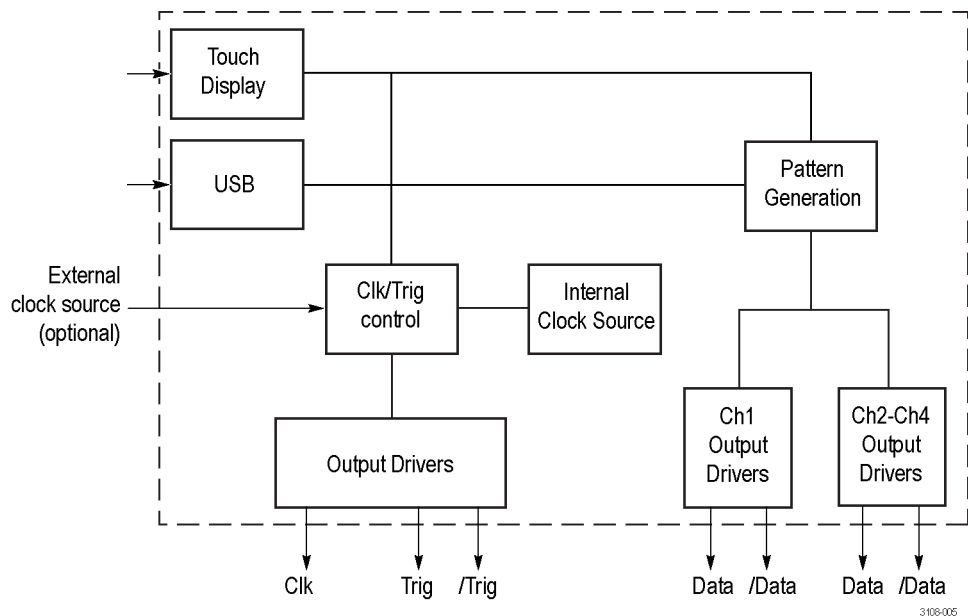 Touch
Display
USB
Pattern
Generation
External
clock source
(optional)
Clk/Trig
control
Internal
Clock Source
Output Drivers
Ch1
Output
Drivers
Ch2-Ch4
Output
Drivers
Clk
Trig
/Trig
Data
/Data
Data
/Data
3108-005